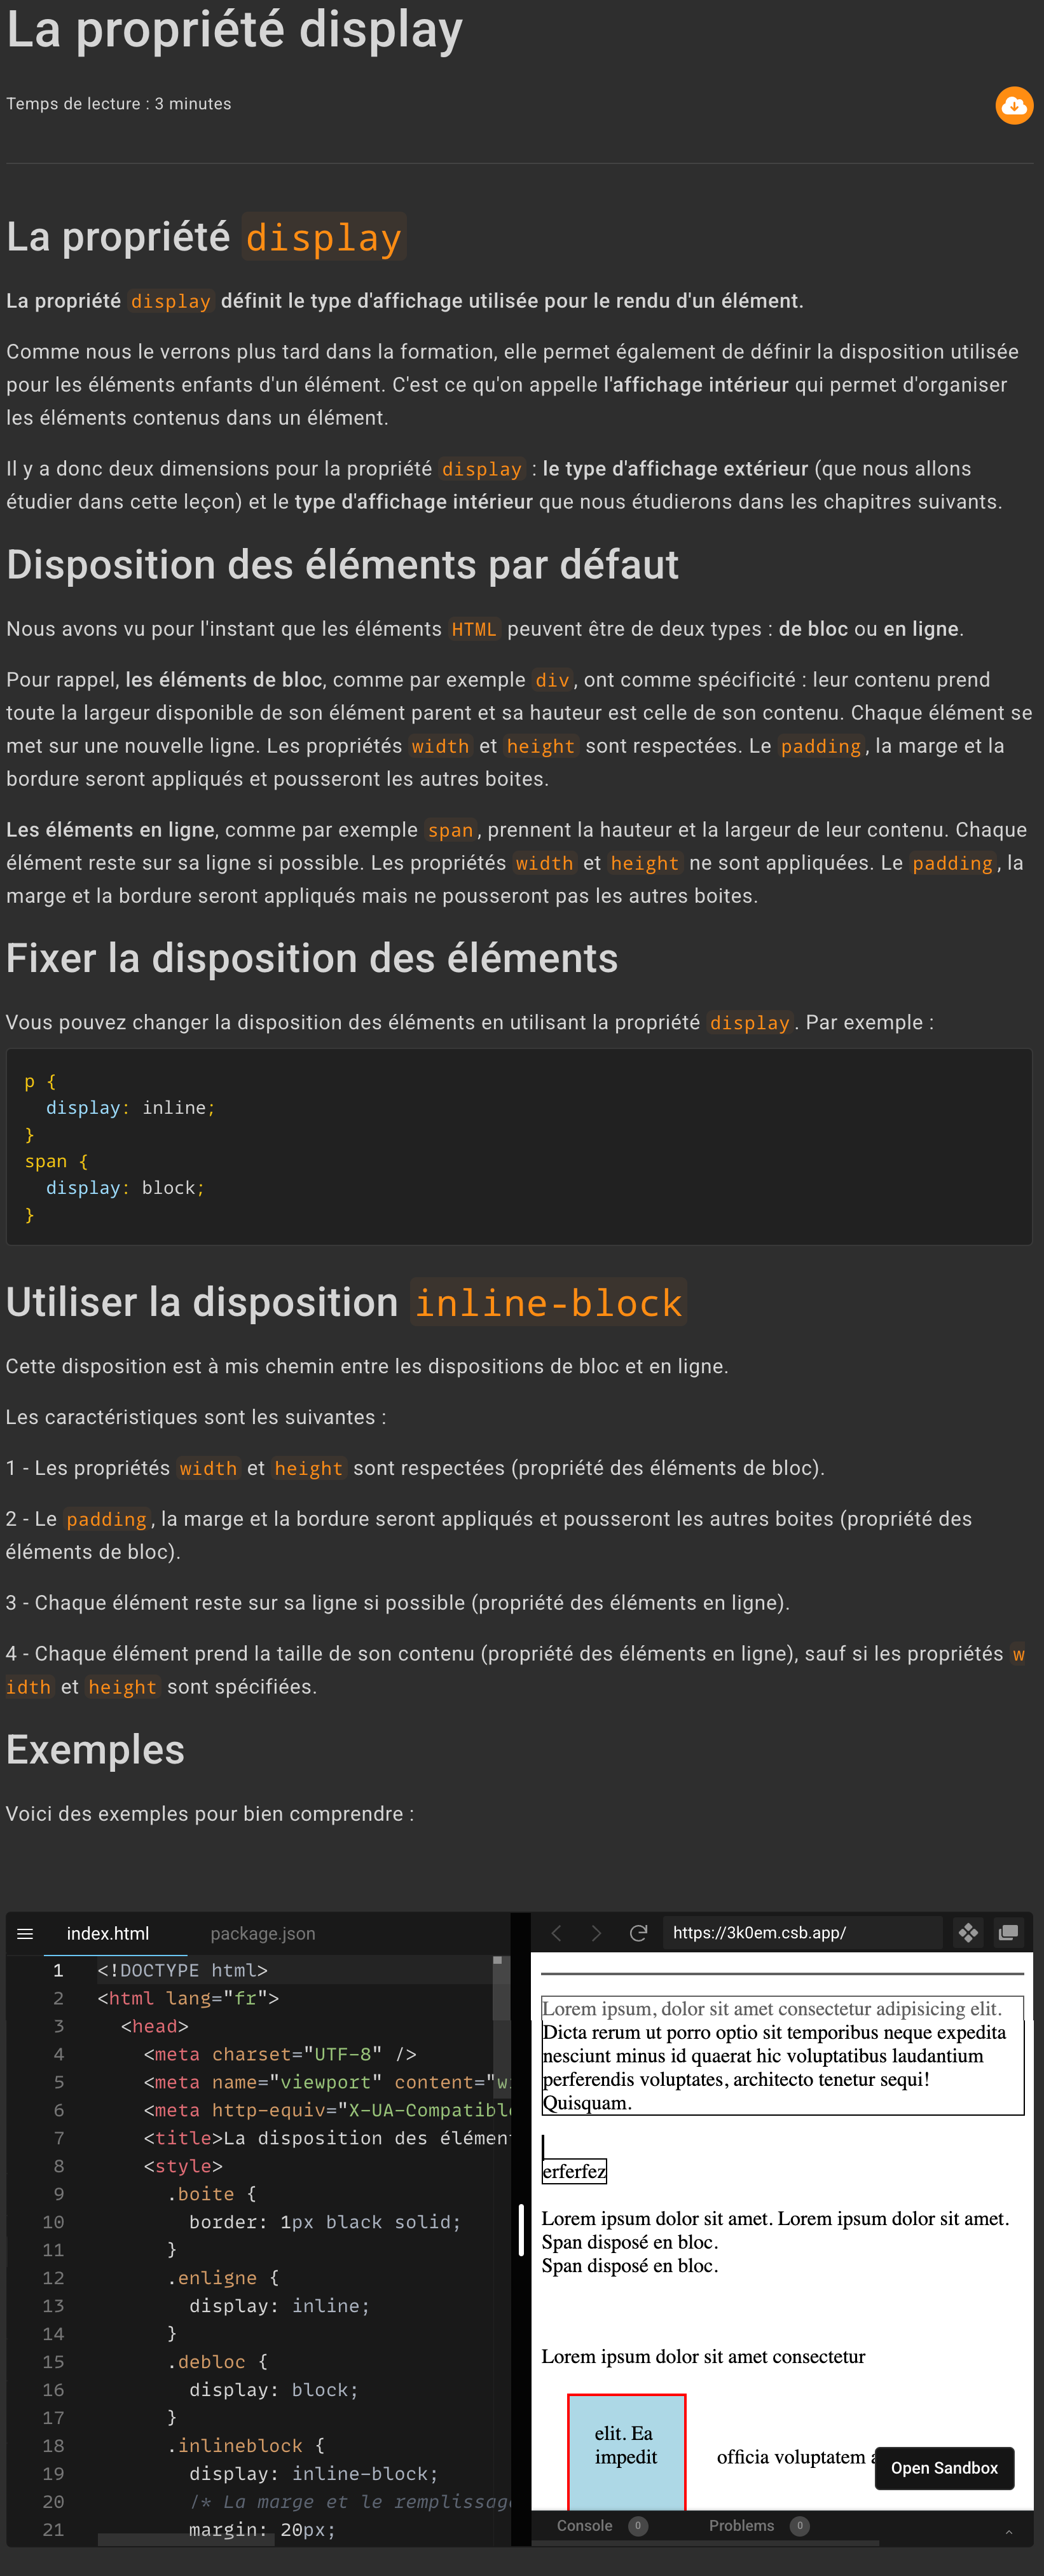 La propriété display
Temps de lecture : 3 minutes
La propriété display
La propriété display définit le type d'affichage utilisée pour le rendu d'un élément.
Comme nous le verrons plus tard dans la formation, elle permet également de définir la disposition utilisée
pour les éléments enfants d'un élément. C'est ce qu'on appelle l'affichage intérieur qui permet d'organiser
les éléments contenus dans un élément.
Il y a donc deux dimensions pour la propriété display : le type d'affichage extérieur (que nous allons
étudier dans cette leçon) et le type d'affichage intérieur que nous étudierons dans les chapitres suivants.
Disposition des éléments par défaut
Nous avons vu pour l'instant que les éléments HTML peuvent être de deux types : de bloc ou en ligne.
Pour rappel, les éléments de bloc, comme par exemple div, ont comme spécificité : leur contenu prend
toute la largeur disponible de son élément parent et sa hauteur est celle de son contenu. Chaque élément se
met sur une nouvelle ligne. Les propriétés width et height sont respectées. Le padding, la marge et la
bordure seront appliqués et pousseront les autres boites.
Les éléments en ligne, comme par exemple span, prennent la hauteur et la largeur de leur contenu. Chaque
élément reste sur sa ligne si possible. Les propriétés width et height ne sont appliquées. Le padding, la
marge et la bordure seront appliqués mais ne pousseront pas les autres boites.
Fixer la disposition des éléments
Vous pouvez changer la disposition des éléments en utilisant la propriété display. Par exemple :
p {
display: inline;
}
span {
display: block;
}
Utiliser la disposition inline-block
Cette disposition est à mis chemin entre les dispositions de bloc et en ligne.
Les caractéristiques sont les suivantes :
1 - Les propriétés width et height sont respectées (propriété des éléments de bloc).
2 - Le padding, la marge et la bordure seront appliqués et pousseront les autres boites (propriété des
éléments de bloc).
3 - Chaque élément reste sur sa ligne si possible (propriété des éléments en ligne).
4 - Chaque élément prend la taille de son contenu (propriété des éléments en ligne), sauf si les propriétés w
idth et height sont spécifiées.
Exemples
Voici des exemples pour bien comprendre :
index.html package.json
1 <!DOCTYPE html>
2 <html lang="fr">
3 <head>
4 <meta charset="UTF-8" />
5 <meta name="viewport" content="w
6 <meta http-equiv="X-UA-Compatibl
7 <title>La disposition des élémen
8 <style>
9 .boite {
10 border: 1px black solid;
11 }
12 .enligne {
13 display: inline;
14 }
15 .debloc {
16 display: block;
17 }
18 .inlineblock {
19 display: inline-block;
20 /* La marge et le remplissag
21 margin: 20px;
https://3k0em.csb.app/
Lorem ipsum, dolor sit amet consectetur adipisicing elit.
Dicta rerum ut porro optio sit temporibus neque expedita
nesciunt minus id quaerat hic voluptatibus laudantium
perferendis voluptates, architecto tenetur sequi!
Quisquam.
erferfez
Lorem ipsum dolor sit amet. Lorem ipsum dolor sit amet.
Span disposé en bloc.
Span disposé en bloc.
Lorem ipsum dolor sit amet consectetur
elit. Ea
impedit
officia voluptatem a
Open Sandbox
Console 0 Problems 0